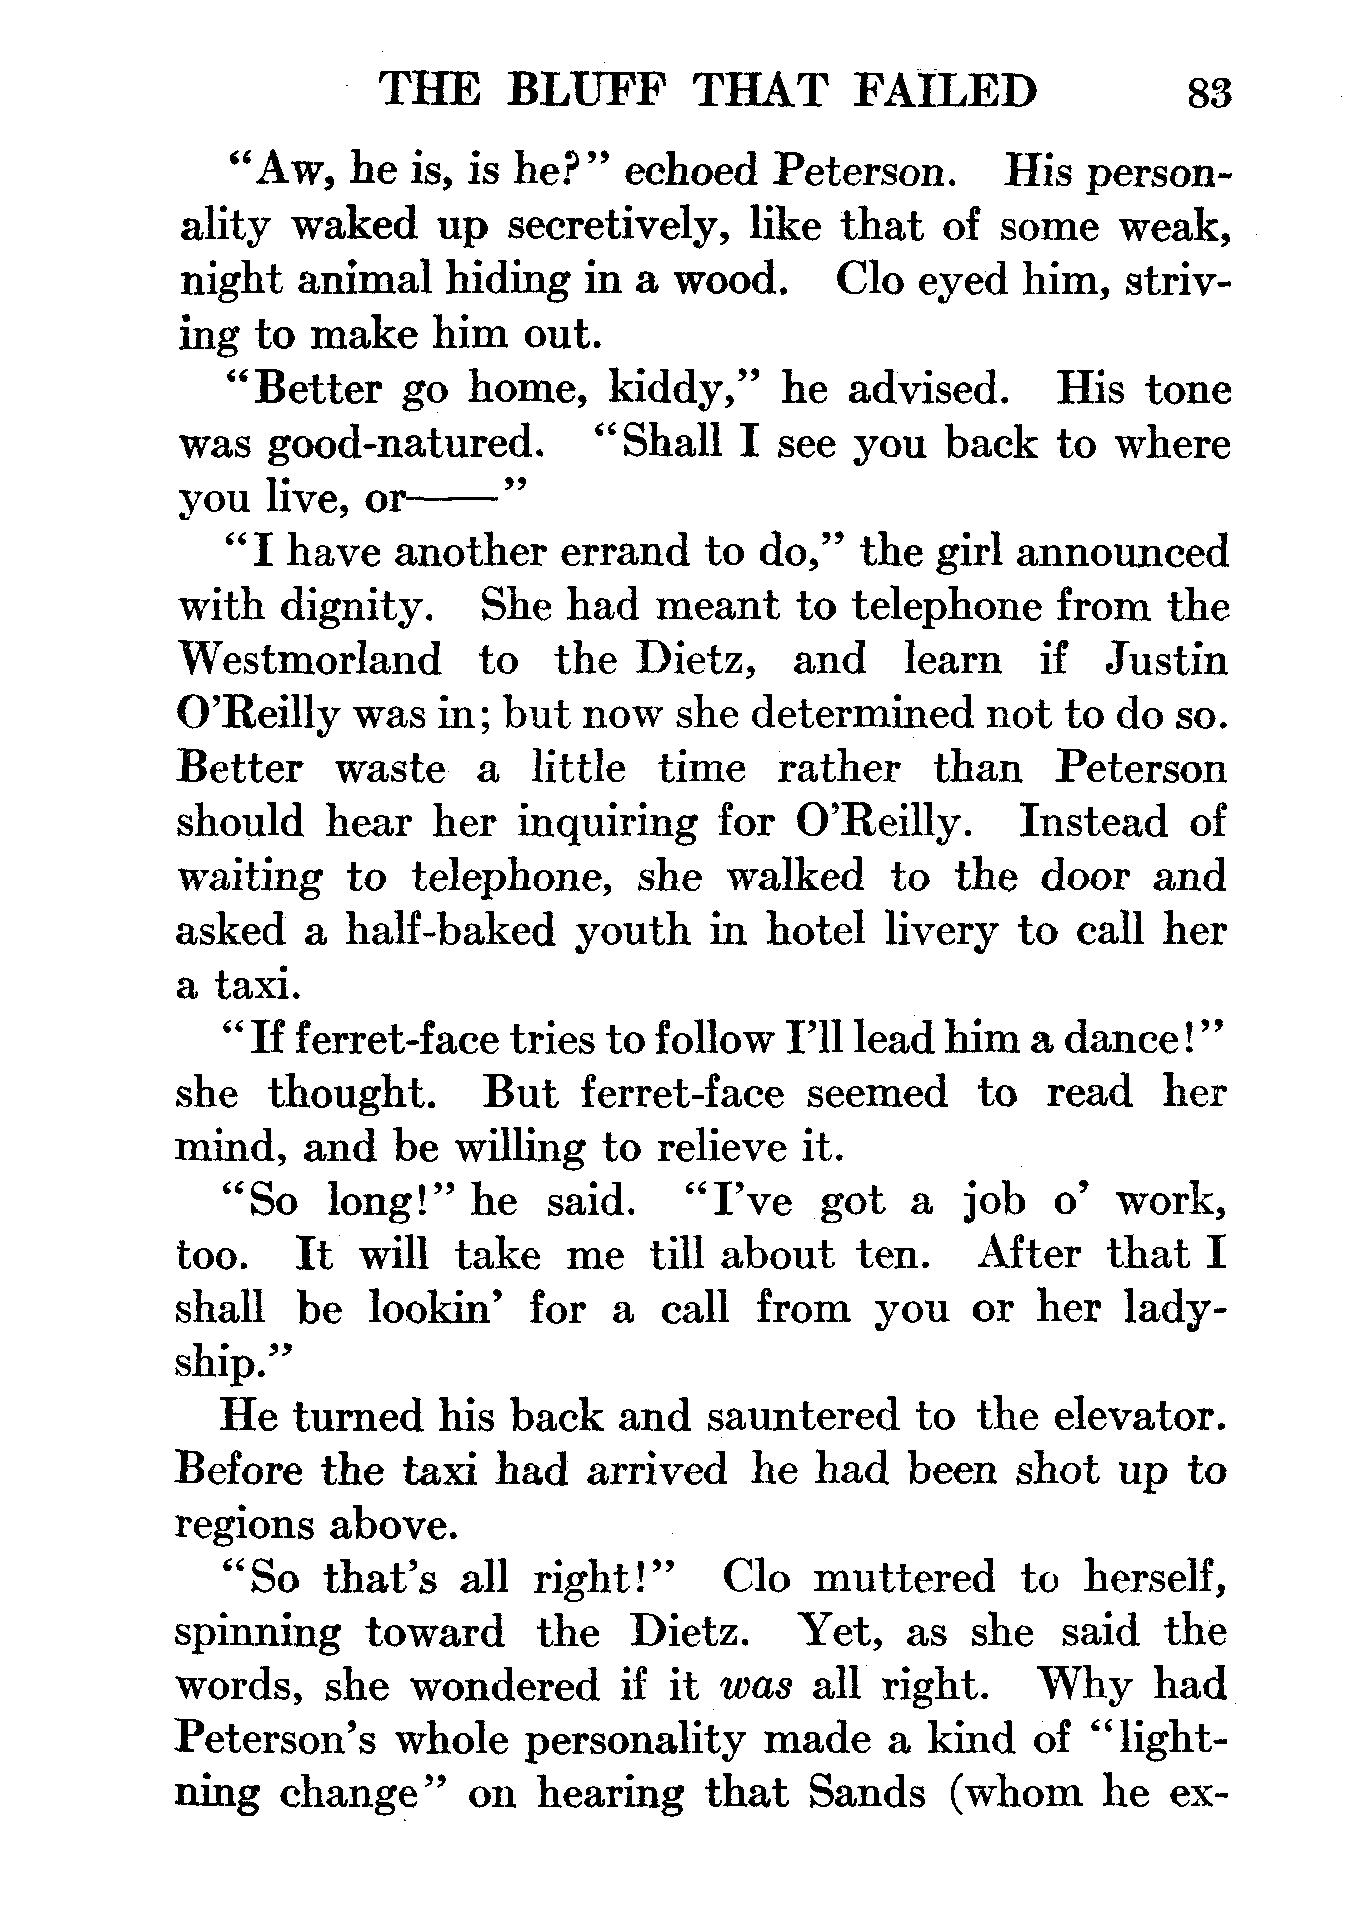 THE BLUFF THAT FAILED 83
“Aw, he is, is he?” echoed Peterson. His person-
ality waked up secretively, like that of some weak,
night animal hiding in a wood. Clo eyed him, striv-
ing to make him out.
“Better go home, kiddy,” he advised. His tone
was good-natured. “Shall I see you back to where
you live, or——”
“I have another errand to do,” the girl announced
with dignity. She had meant to telephone from the
Westmorland to the Dietz, and learn if Justin
O’Reilly was in; but now she determined not to do so.
Better waste a little time rather than Peterson
should hear her inquiring for O’Reilly. Instead of
waiting to telephone, she walked to the door and
asked a half-baked youth in hotel livery to call her
a taxi.
“If ferret-face tries to follow I’ll lead him a dance!”
she thought. But ferret-face seemed to read her
mind, and be willing to relieve it.
“So long!” he said. “I’ve got a job o’ work,
too. It will take me till about ten. After that I
shall be lookin’ for a call from you or her lady-
ship.”
He turned his back and sauntered to the elevator.
Before the taxi had arrived he had been shot up to
regions above.
“So that’s all right!” Clo muttered to herself,
spinning toward the Dietz. Yet, as she said the
words, she wondered if it was all right. Why had
Peterson’s whole personality made a kind of “light-
ning change” on hearing that Sands (whom he ex-